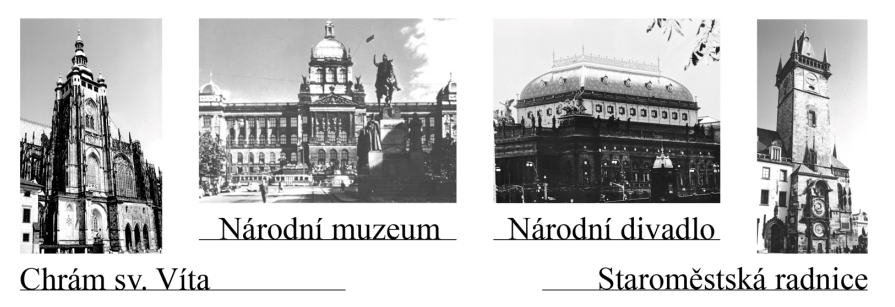 Národní muzeum
Národní divadlo
Chrám sv. Víta
Staroměstská radnice